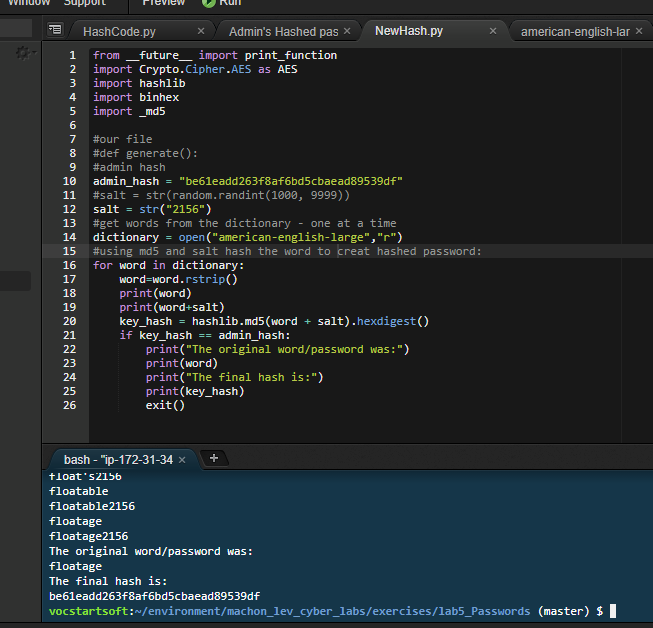 Window Support Preview Run
HashCode.py × Admin's Hashed pas × NewHash.py × american-english-lar ×
1 from __future__ import print_function
2 import Crypto.Cipher.AES as AES
3 import hashlib
4 import binhex
5 import _md5
6
7 #our file
8 #def generate():
9 #admin hash
10 admin_hash = "be61eadd263f8af6bd5cbaead89539df"
11 #salt = str(random.randint(1000, 9999))
12 salt = str("2156")
13 #get words from the dictionary - one at a time
14 dictionary = open("american-english-large","r")
15 #using md5 and salt hash the word to creat hashed password:
16 for word in dictionary:
17     word=word.rstrip()
18     print(word)
19     print(word+salt)
20     key_hash = hashlib.md5(word + salt).hexdigest()
21     if key_hash == admin_hash:
22         print("The original word/password was:")
23         print(word)
24         print("The final hash is:")
25         print(key_hash)
26         exit()
bash - "ip-172-31-34 × +
float's2156
floatable
floatable2156
floatage
floatage2156
The original word/password was:
floatage
The final hash is:
be61eadd263f8af6bd5cbaead89539df
vocstartsoft:~/environment/machon_lev_cyber_labs/exercises/lab5_Passwords (master) $